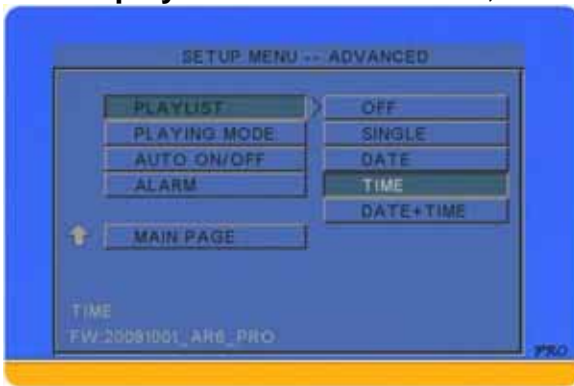 SETUP MENU -- ADVANCED
PLAYLIST
PLAYING MODE
AUTO ON/OFF
ALARM
MAIN PAGE
OFF
SINGLE
DATE
TIME
DATE+TIME
TIME
FW:20081001_AR6_PRO
PRO